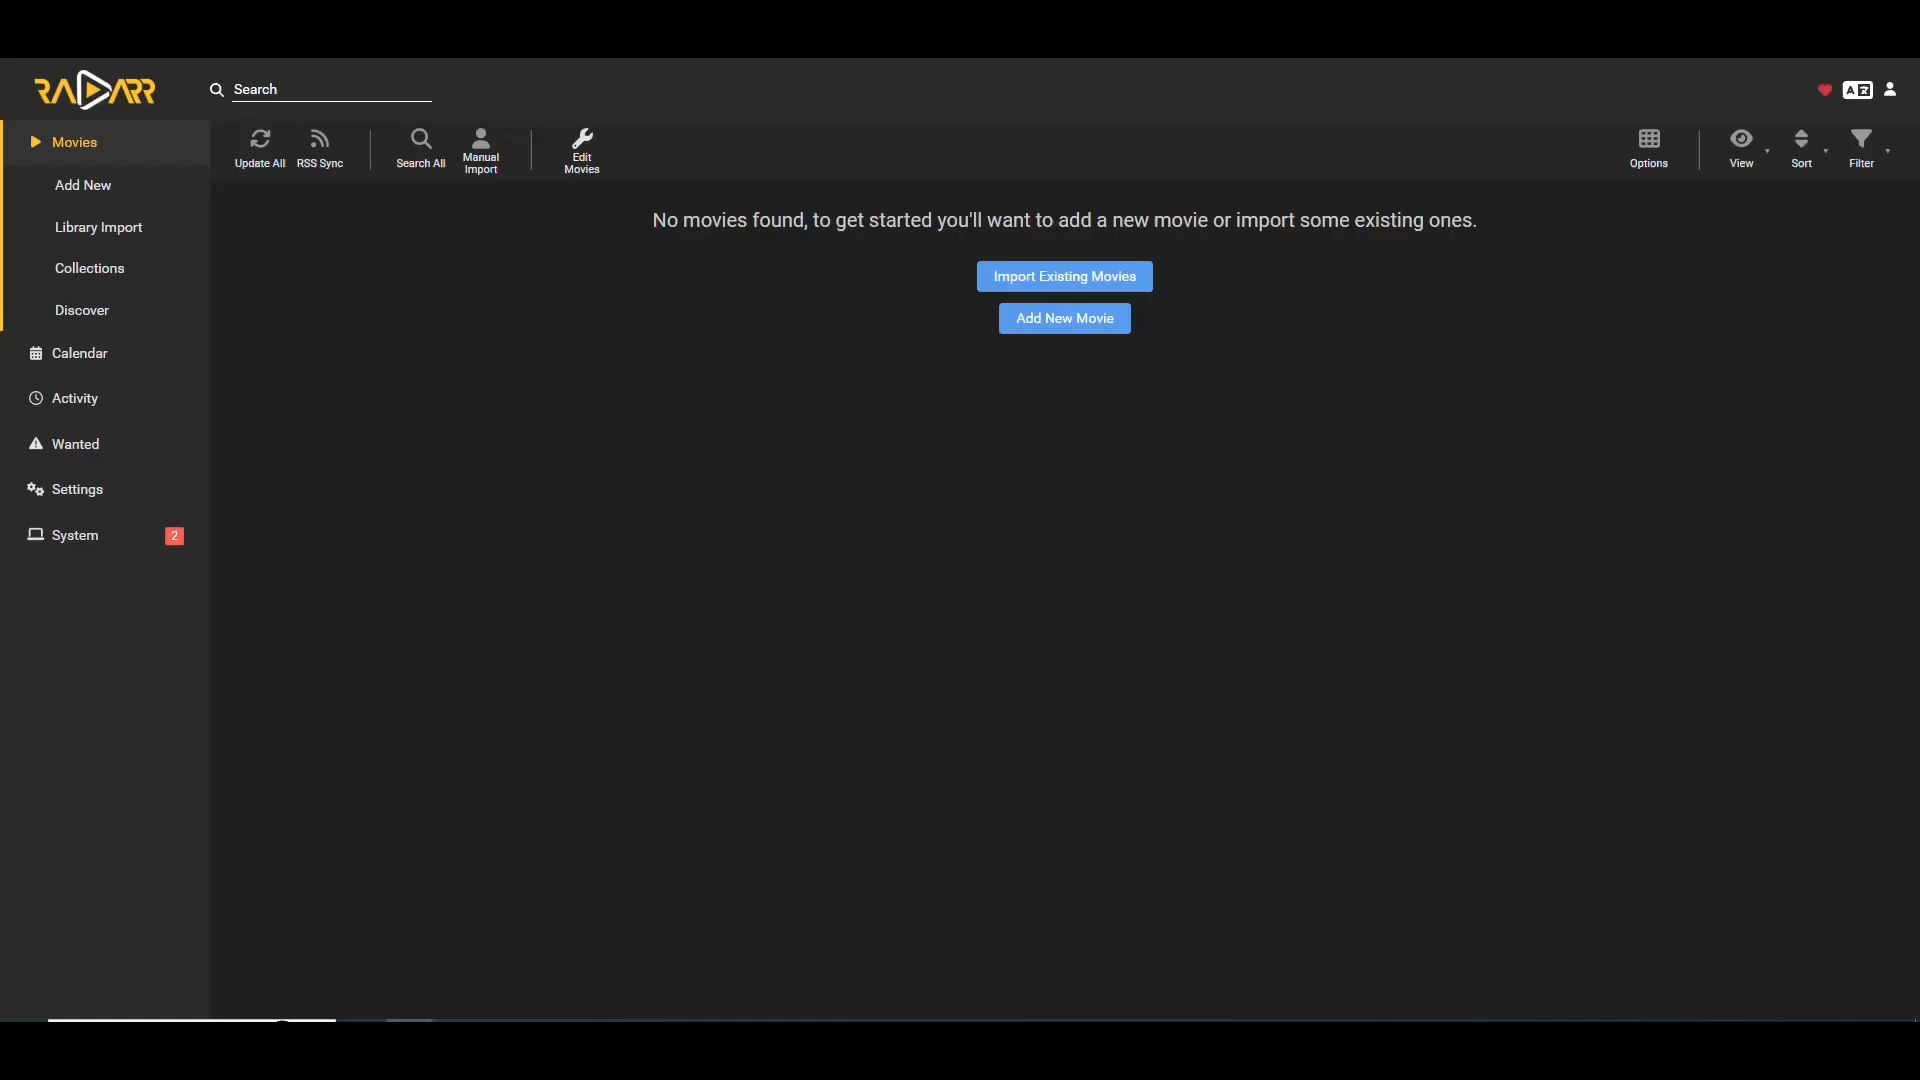 RADARR
Search
A
Movies
Update All
RSS Sync
Search All
Manual
Import
Edit
Movies
Options
View
Sort
Filter
Add New
Library Import
Collections
Discover
Calendar
Activity
Wanted
Settings
System
2
No movies found, to get started you'll want to add a new movie or import some existing ones.
Import Existing Movies
Add New Movie